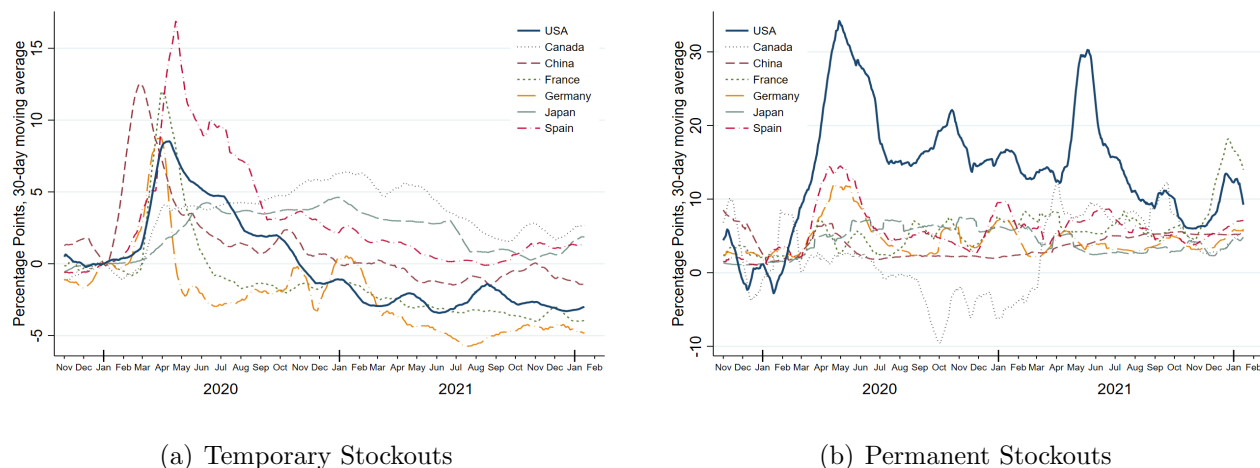 Percentage Points, 30-day moving average
15
10
5
0
-5
USA
Canada
China
France
Germany
Japan
Spain
Nov Dec Jan Feb Mar Apr May Jun Jul Aug Sep Oct Nov Dec Jan Feb Mar Apr May Jun Jul Aug Sep Oct Nov Dec Jan Feb
2020 2021
(a) Temporary Stockouts
Percentage Points, 30-day moving average
30
20
10
0
-10
USA
Canada
China
France
Germany
Japan
Spain
Nov Dec Jan Feb Mar Apr May Jun Jul Aug Sep Oct Nov Dec Jan Feb Mar Apr May Jun Jul Aug Sep Oct Nov Dec Jan Feb
2020 2021
(b) Permanent Stockouts